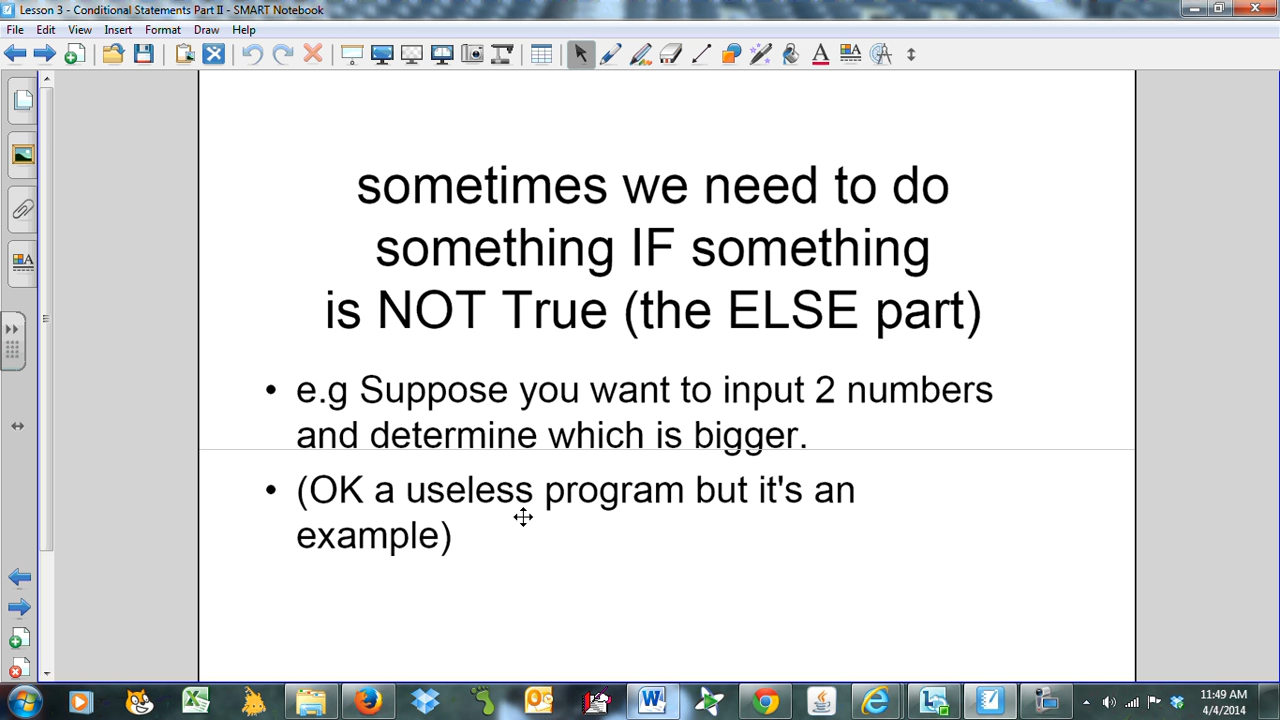 Lesson 3 - Conditional Statements Part II - SMART Notebook
File Edit View Insert Format Draw Help
sometimes we need to do
something IF something
is NOT True (the ELSE part)
• e.g Suppose you want to input 2 numbers
and determine which is bigger.
• (OK a useless program but it's an
example)
11:49 AM
4/4/2014